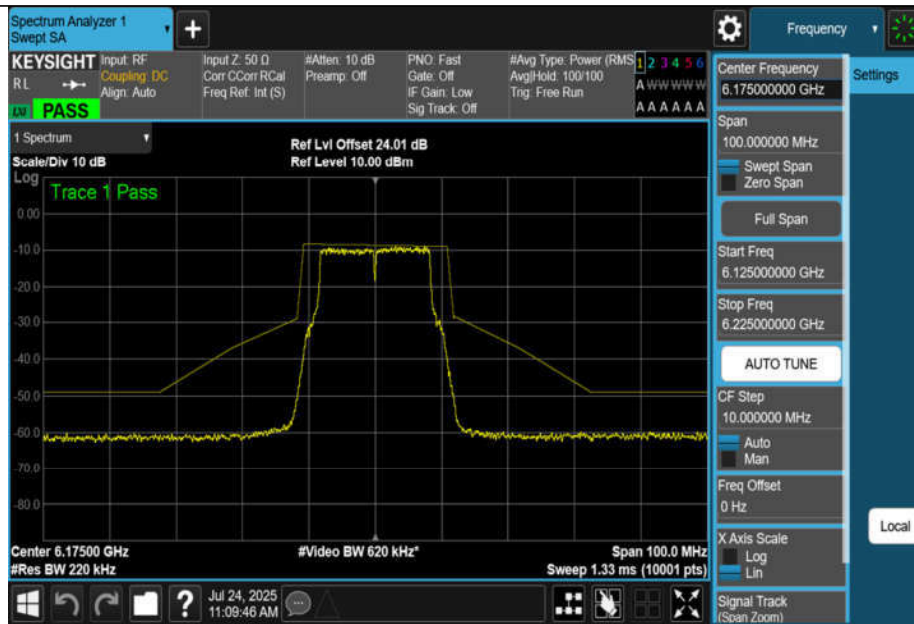 Spectrum Analyzer 1
Swept SA
Frequency
KEYSIGHT
RL
LXI PASS
Input: RF
Coupling: DC
Align: Auto
Input Z: 50 Ω
Corr CCorr RCal
Freq Ref: Int (S)
#Atten: 10 dB
Preamp: Off
PNO: Fast
Gate: Off
IF Gain: Low
Sig Track: Off
#Avg Type: Power (RMS
Avg|Hold: 100/100
Trig: Free Run
1 2 3 4 5 6
A W W W W W
A A A A A A
1 Spectrum
Scale/Div 10 dB
Log
Ref Lvl Offset 24.01 dB
Ref Level 10.00 dBm
Trace 1 Pass
0.00
-10.0
-20.0
-30.0
-40.0
-50.0
-60.0
-70.0
-80.0
Center 6.17500 GHz
#Res BW 220 kHz
#Video BW 620 kHz*
Span 100.0 MHz
Sweep 1.33 ms (10001 pts)
Center Frequency
6.175000000 GHz
Span
100.000000 MHz
Swept Span
Zero Span
Full Span
Start Freq
6.125000000 GHz
Stop Freq
6.225000000 GHz
AUTO TUNE
CF Step
10.000000 MHz
Auto
Man
Freq Offset
0 Hz
X Axis Scale
Log
Lin
Signal Track
(Span Zoom)
Settings
Local
?
Jul 24, 2025
11:09:46 AM